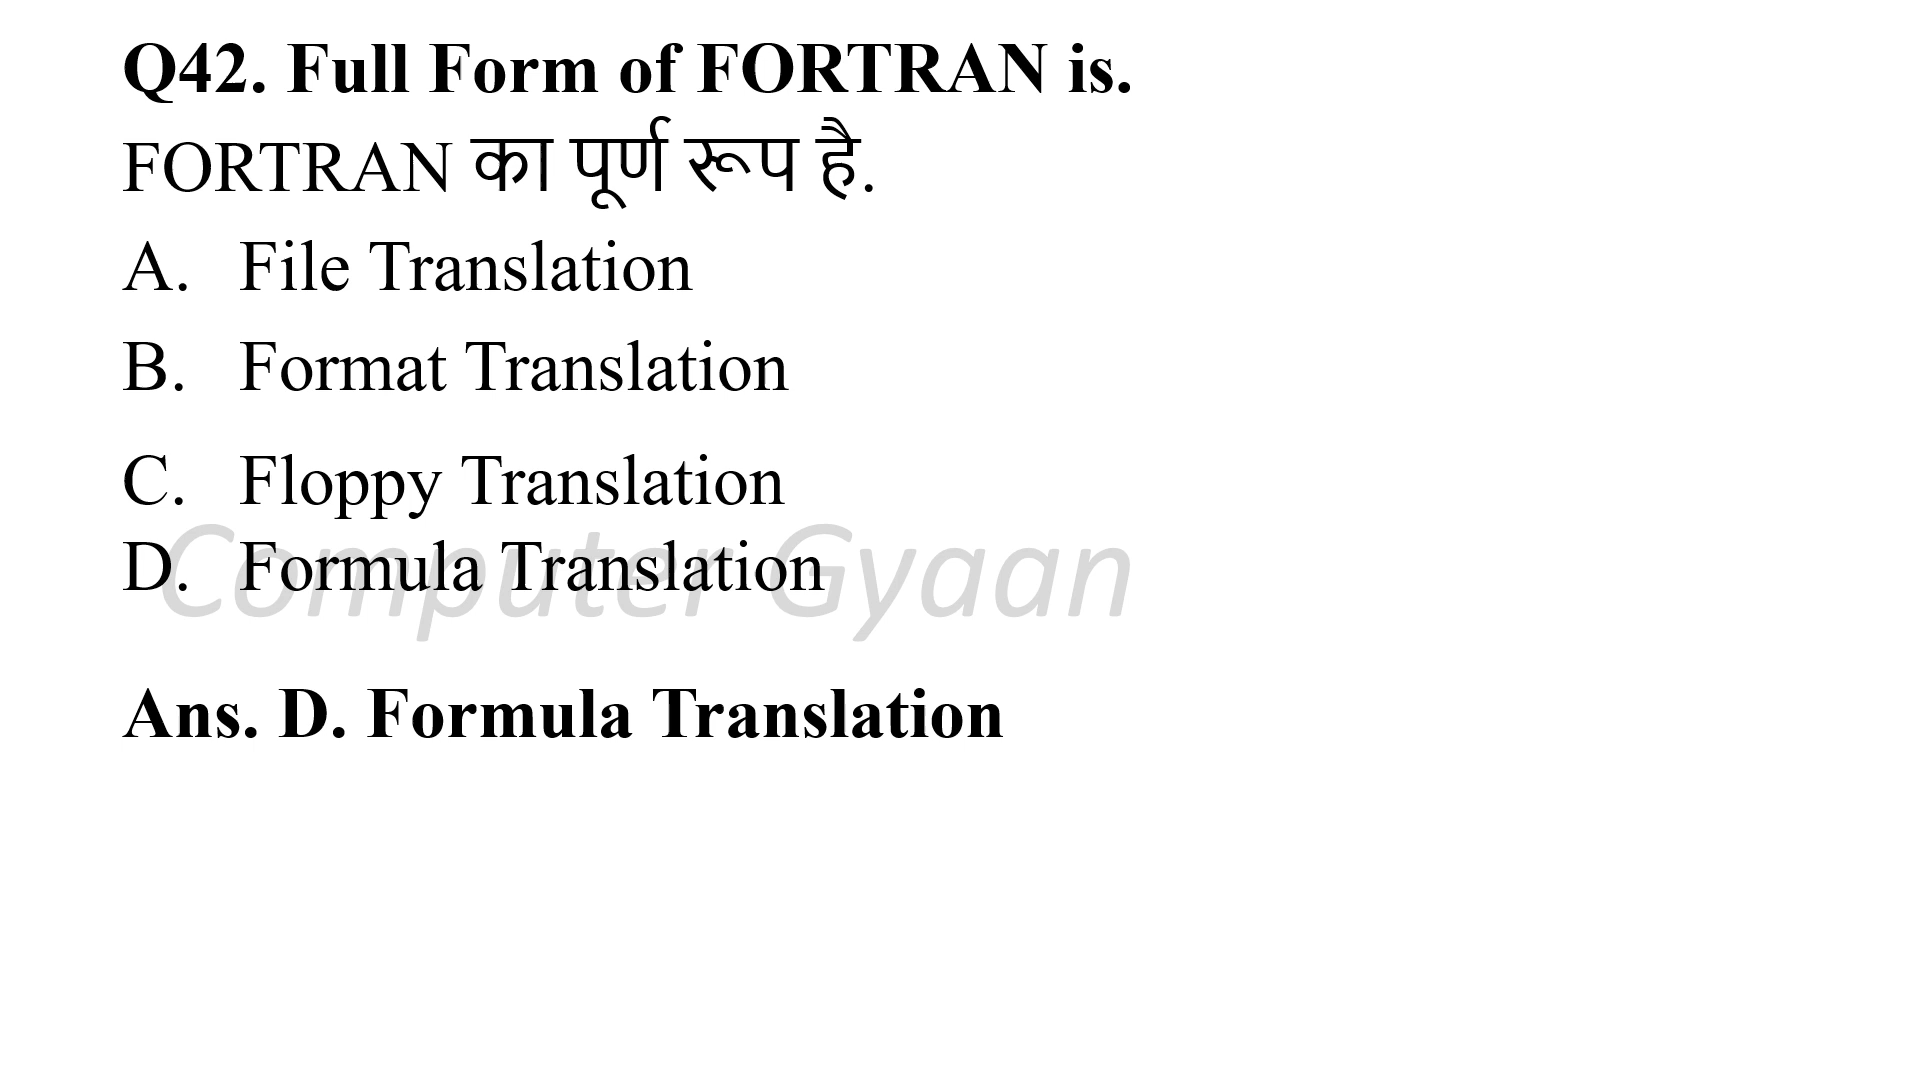 Q42. Full Form of FORTRAN is.
FORTRAN का पूर्ण रूप है.
A. File Translation
B. Format Translation
C. Floppy Translation
D. Formula Translation
Computer Gyaan
Ans. D. Formula Translation